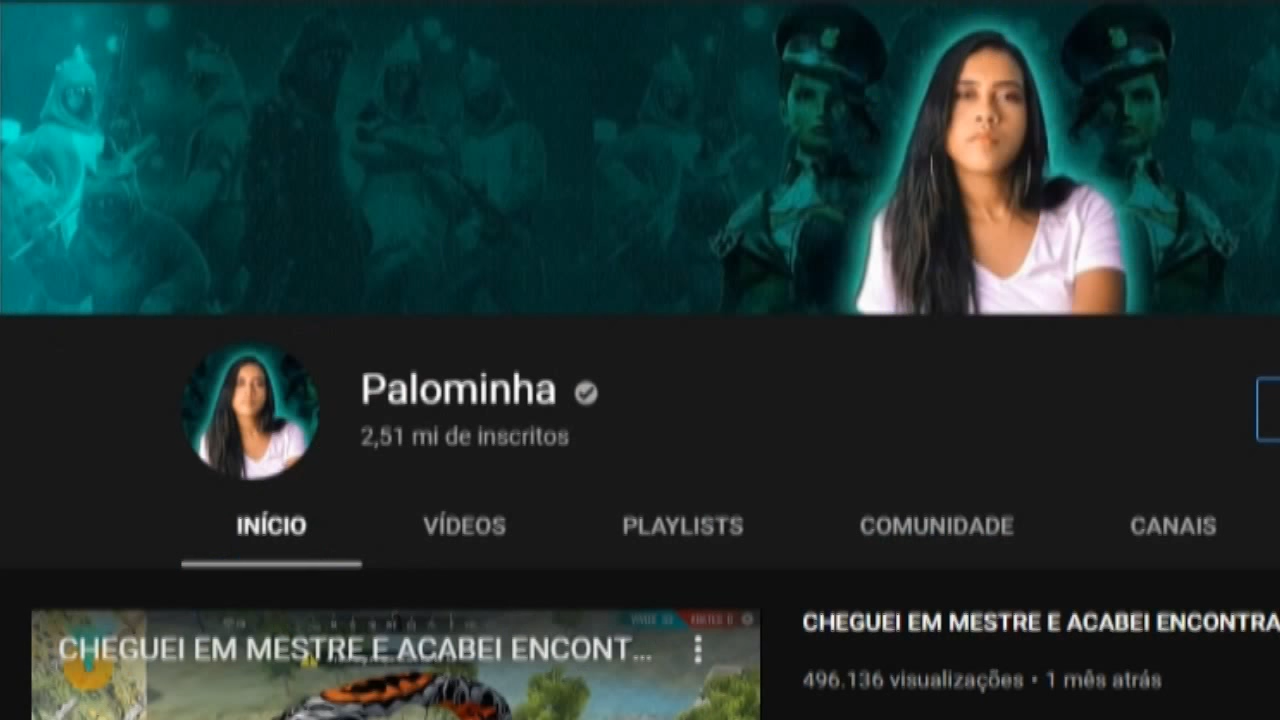 Palominha
2,51 mi de inscritos
INÍCIO
VÍDEOS
PLAYLISTS
COMUNIDADE
CANAIS
CHEGUEI EM MESTRE E ACABEI ENCONT...
CHEGUEI EM MESTRE E ACABEI ENCONTRA
496.136 visualizações • 1 mês atrás